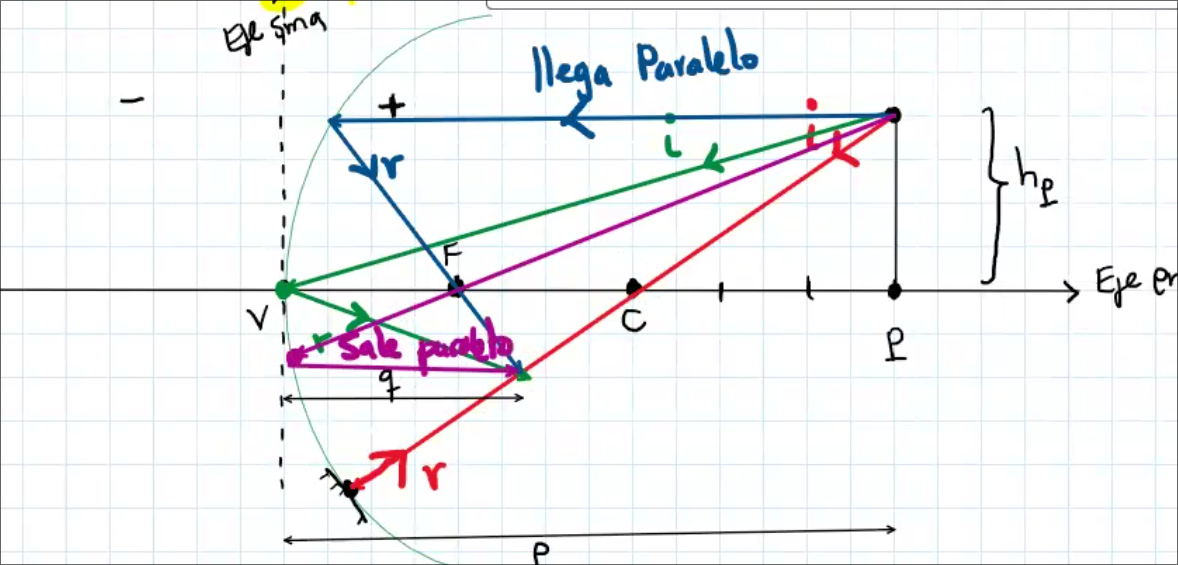 Eje sima
llega Paralelo
-
+
i
i
r
h_P
F
Eje pr
V
C
P
r Sale paralelo
q
r
P